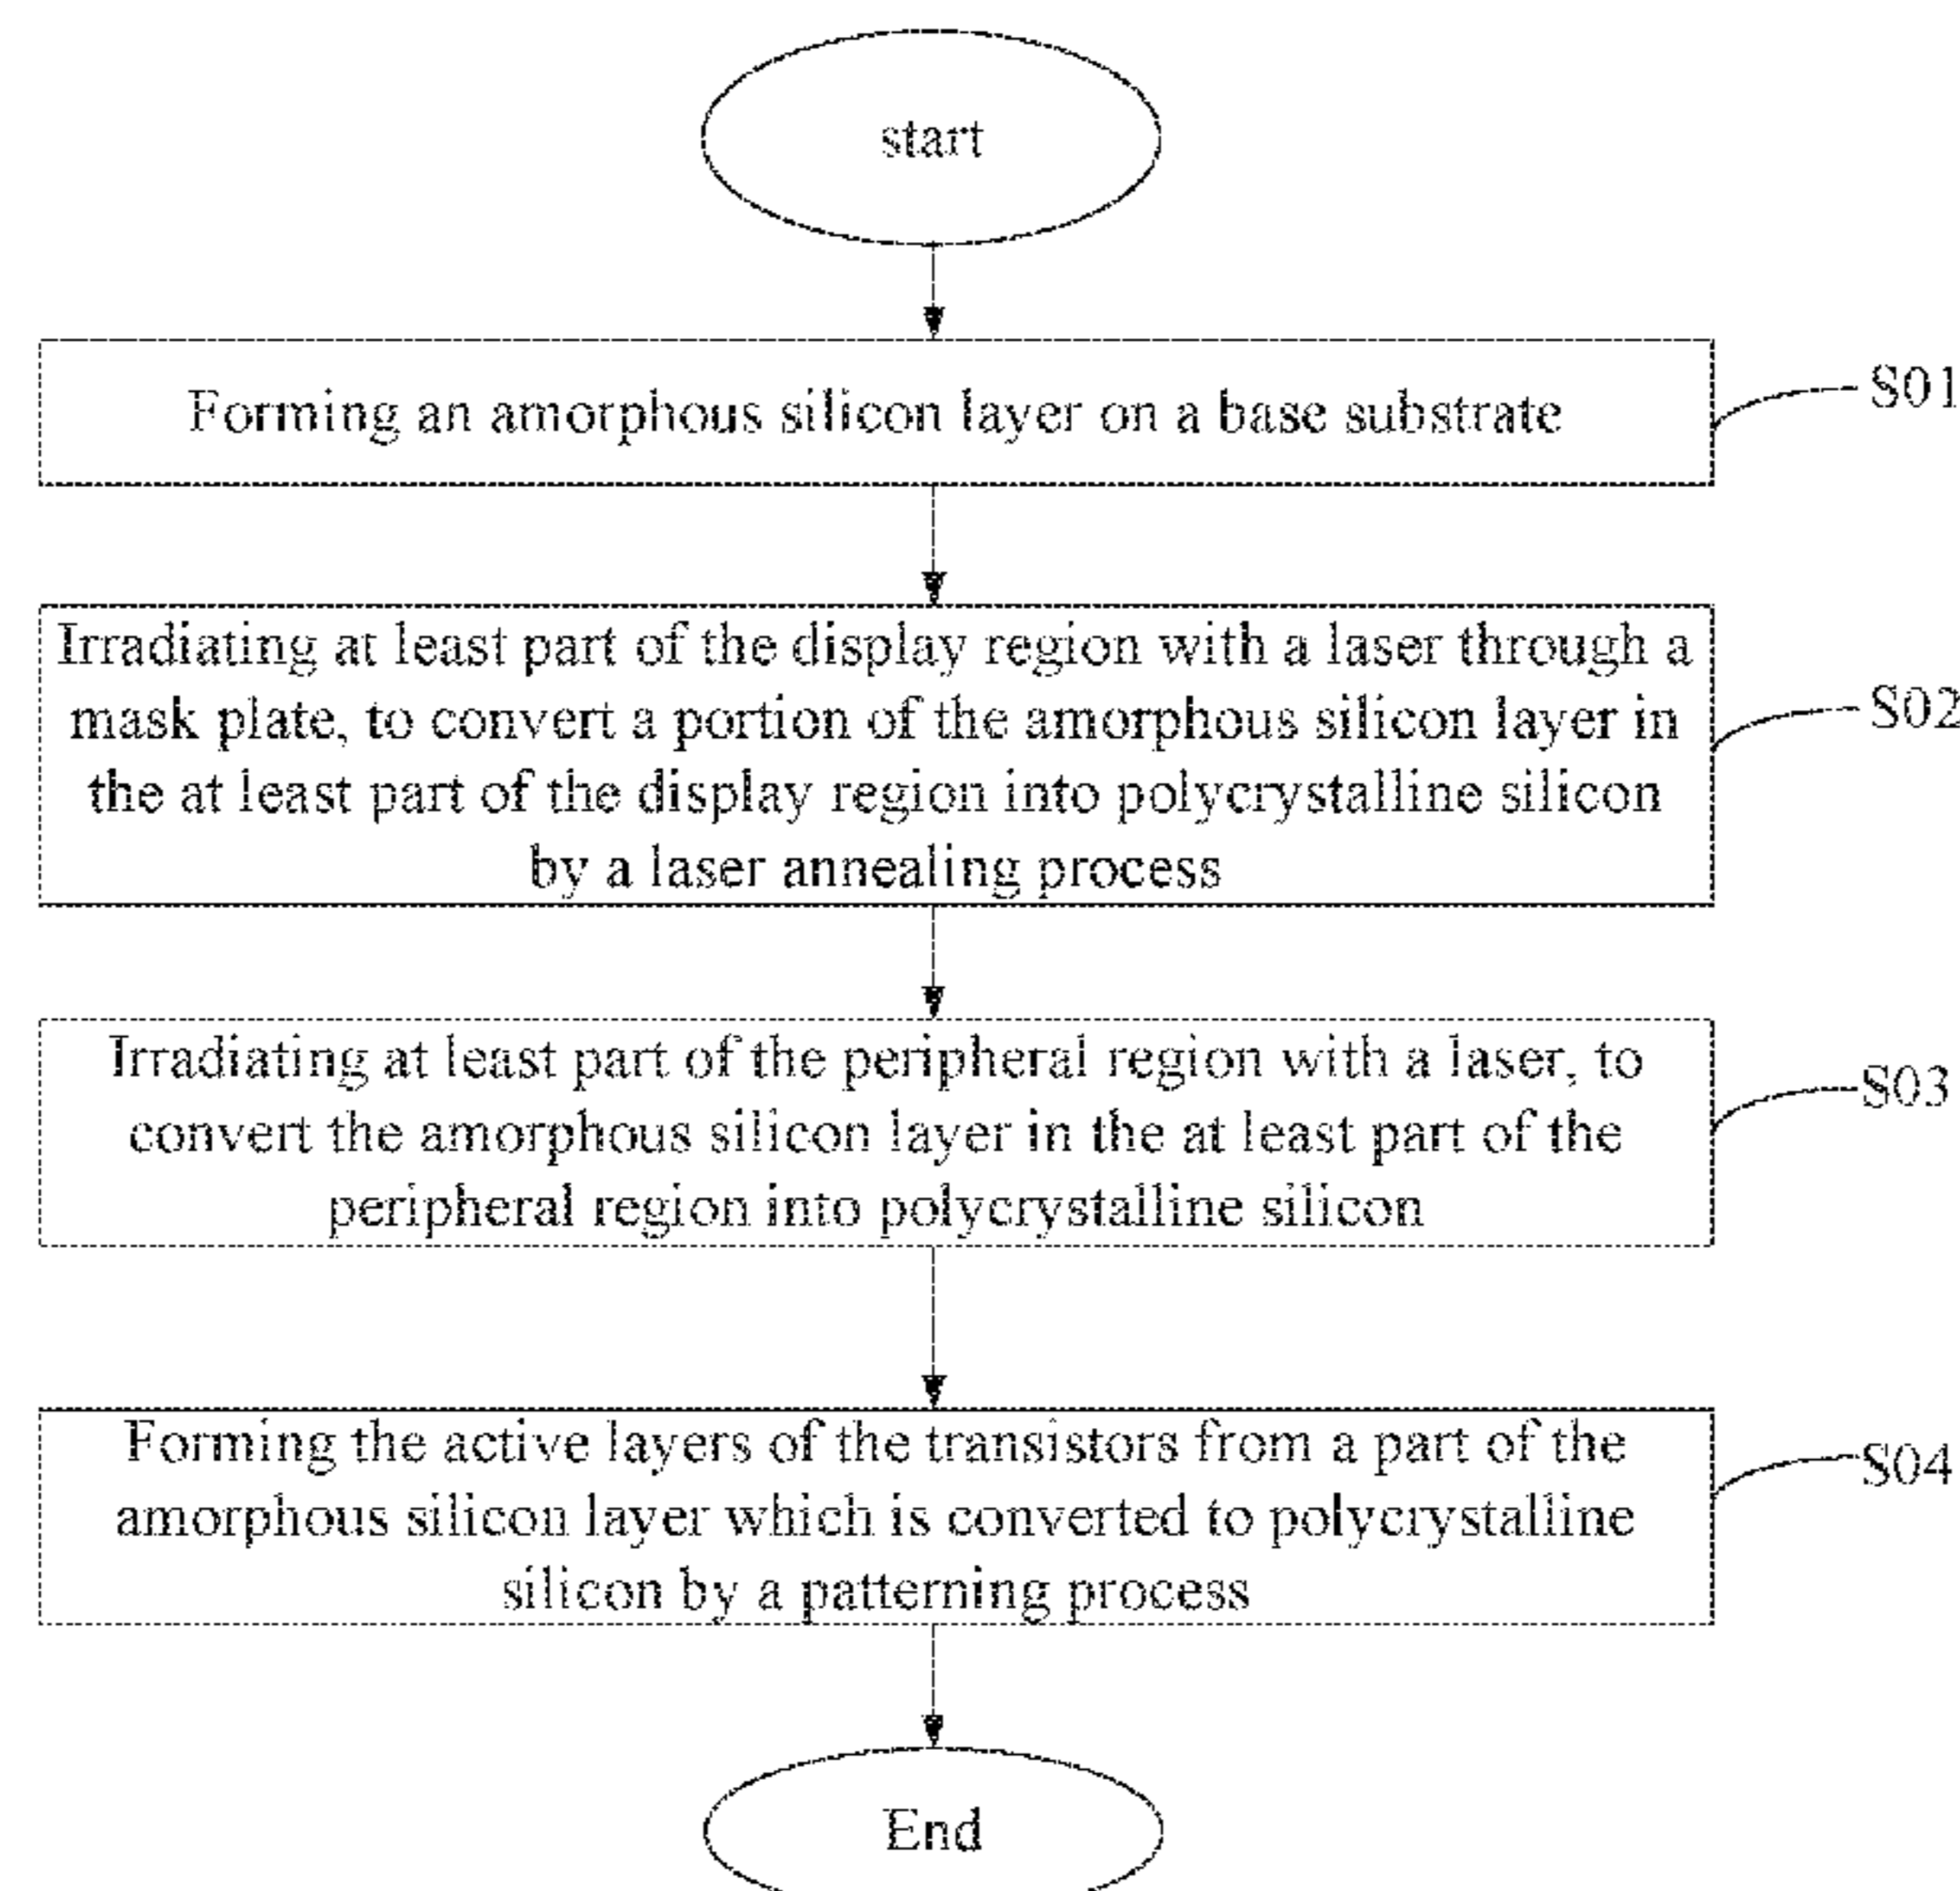 start
Forming an amorphous silicon layer on a base substrate
S01
Irradiating at least part of the display region with a laser through a
mask plate, to convert a portion of the amorphous silicon layer in
the at least part of the display region into polycrystalline silicon
by a laser annealing process
S02
Irradiating at least part of the peripheral region with a laser, to
convert the amorphous silicon layer in the at least part of the
peripheral region into polycrystalline silicon
S03
Forming the active layers of the transistors from a part of the
amorphous silicon layer which is converted to polycrystalline
silicon by a patterning process
S04
End